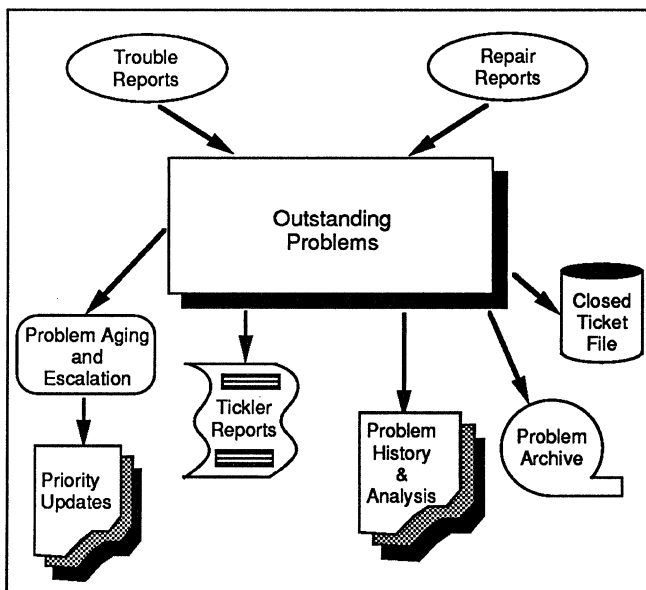 Trouble
Reports
Repair
Reports
Outstanding
Problems
Closed
Ticket
File
Problem Aging
and
Escalation
Tickler
Reports
Problem
History
&
Analysis
Problem
Archive
Priority
Updates